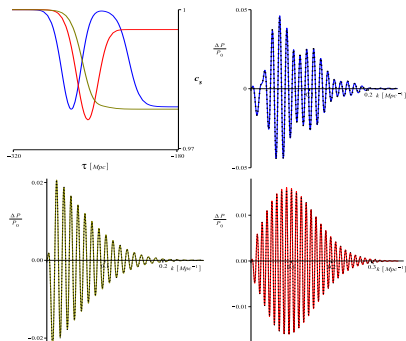 1
c_s
0.97
−320
−180
τ [Mpc]
0.05
ΔP
P_0
0
0.2
k [Mpc^−1]
−0.05
0.02
ΔP
P_0
0.00
0.2
k [Mpc^−1]
−0.02
0.01
ΔP
P_0
0.00
0.3
k [Mpc^−1]
−0.01